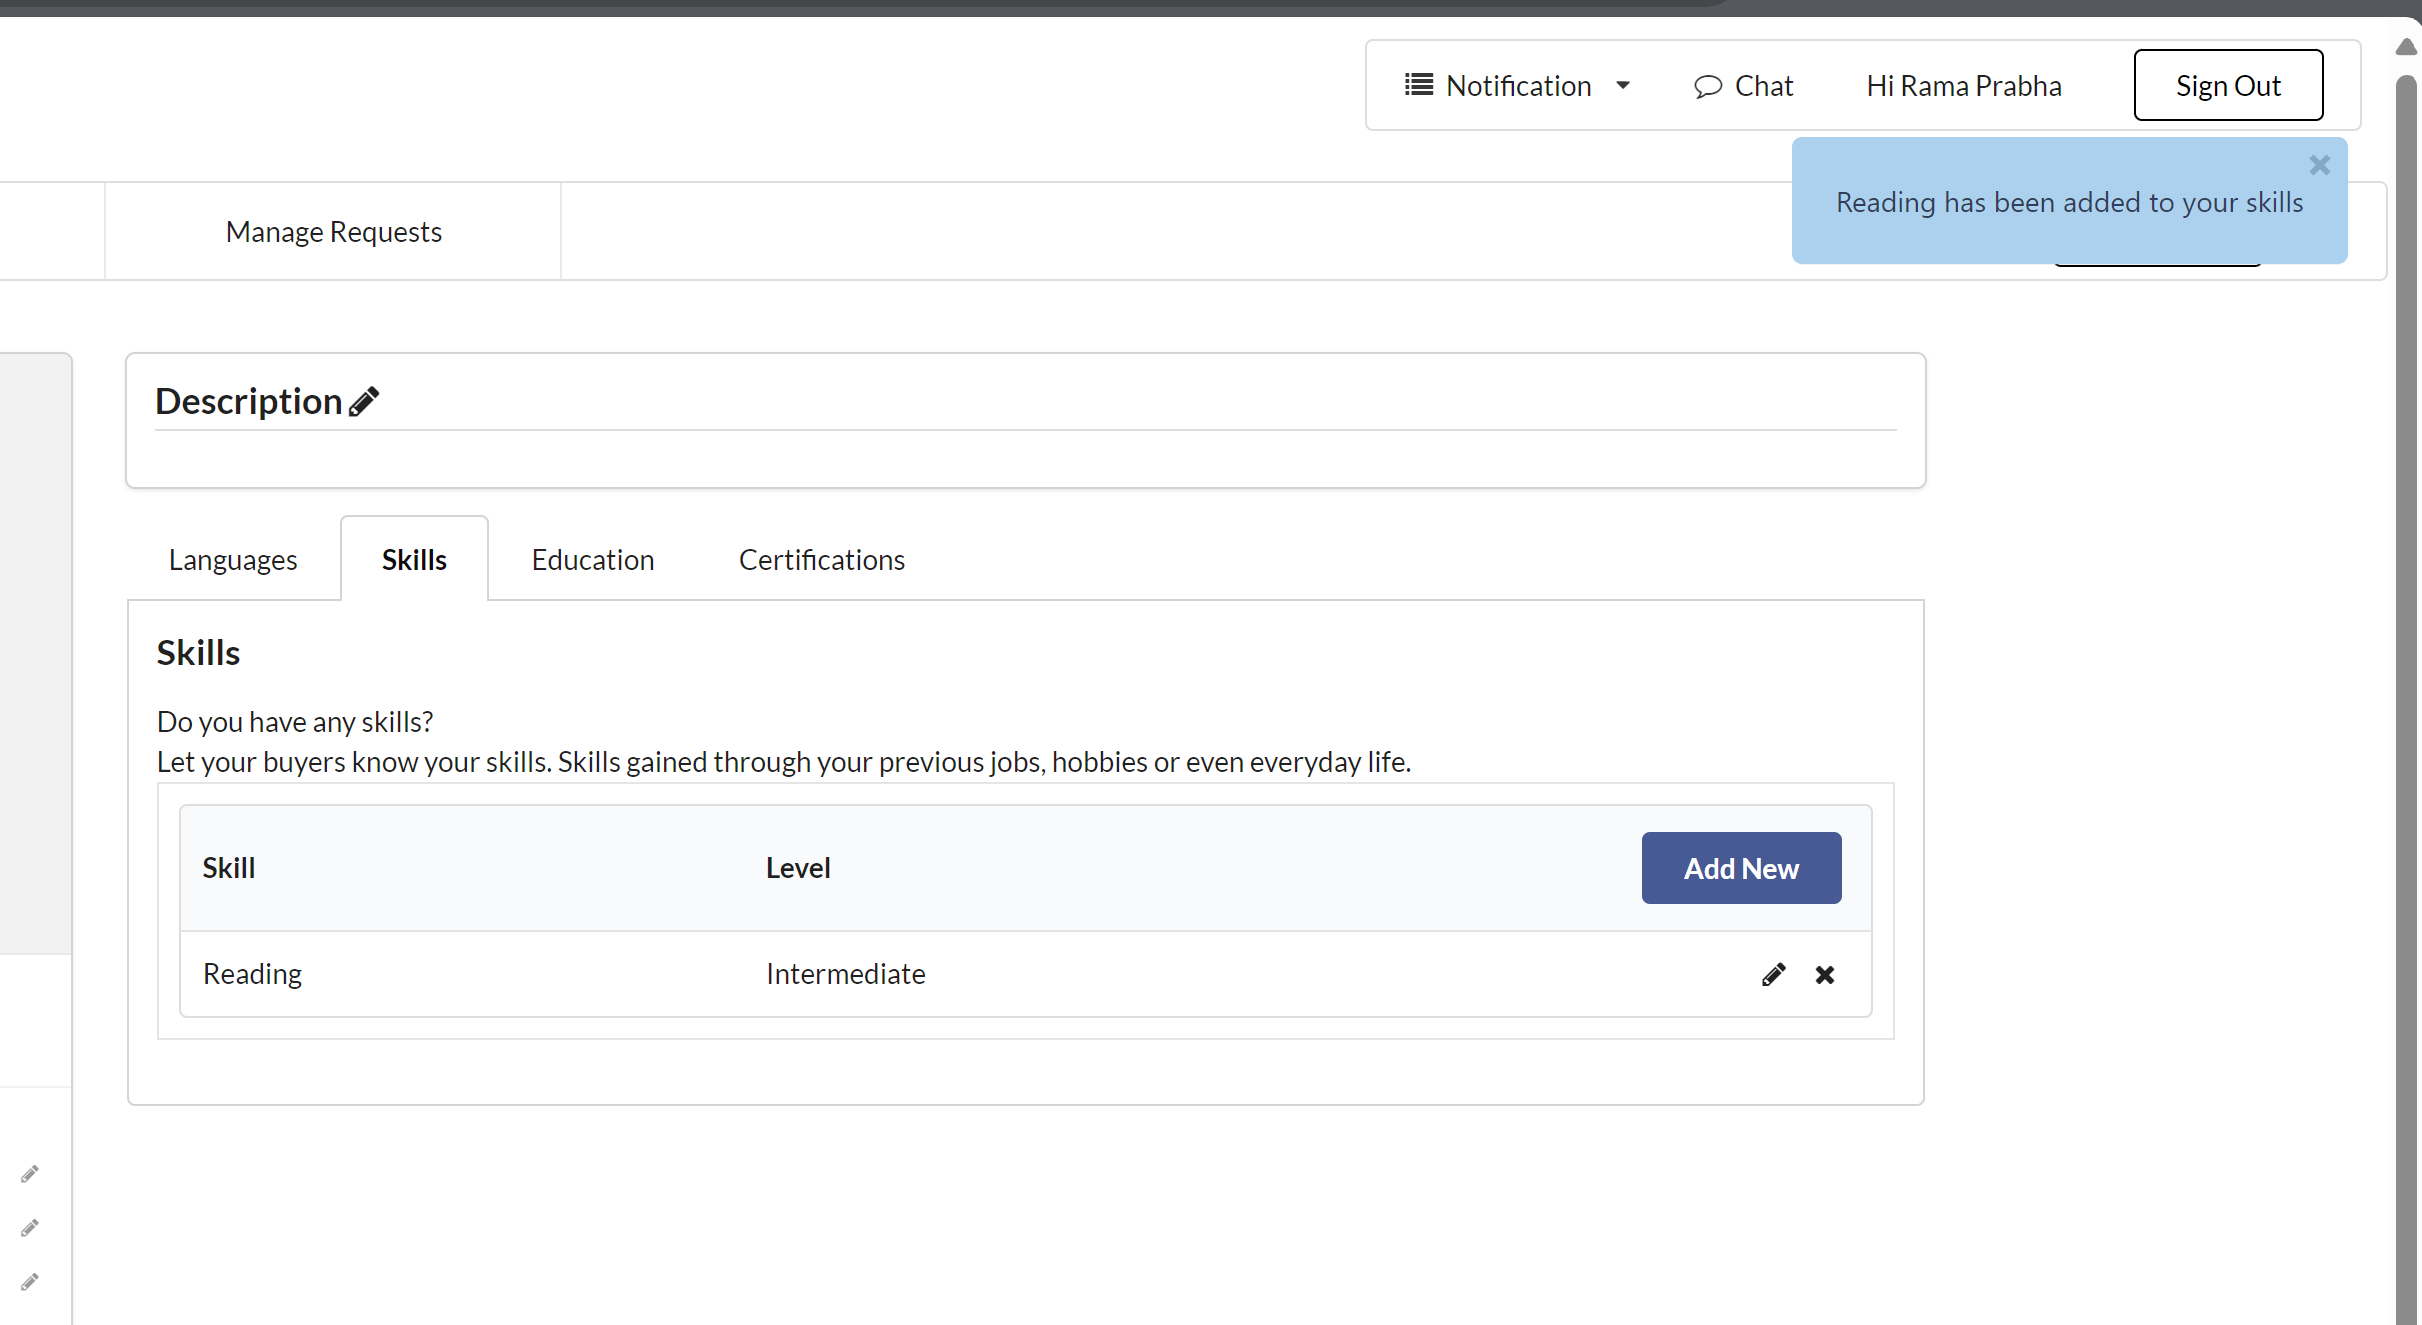 Notification
Chat
Hi Rama Prabha
Sign Out
Reading has been added to your skills
Manage Requests
Description
Languages
Skills
Education
Certifications
Skills
Do you have any skills?
Let your buyers know your skills. Skills gained through your previous jobs, hobbies or even everyday life.
Skill
Level
Add New
Reading
Intermediate